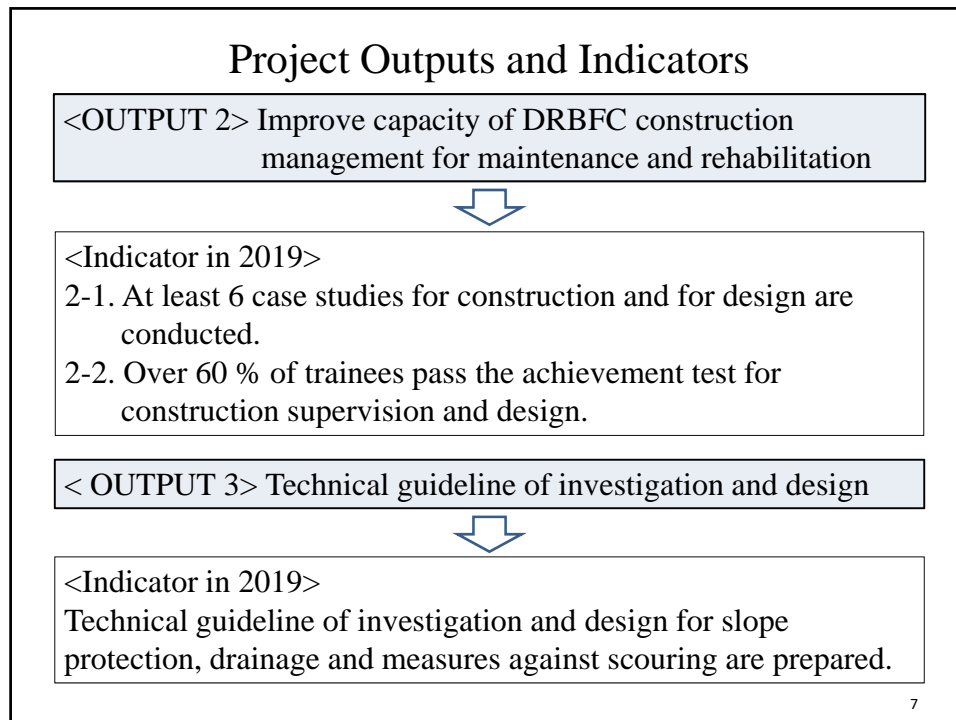 Project Outputs and Indicators
<OUTPUT 2> Improve capacity of DRBFC construction
management for maintenance and rehabilitation
<Indicator in 2019>
2-1. At least 6 case studies for construction and for design are
conducted.
2-2. Over 60 % of trainees pass the achievement test for
construction supervision and design.
< OUTPUT 3> Technical guideline of investigation and design
<Indicator in 2019>
Technical guideline of investigation and design for slope
protection, drainage and measures against scouring are prepared.
7